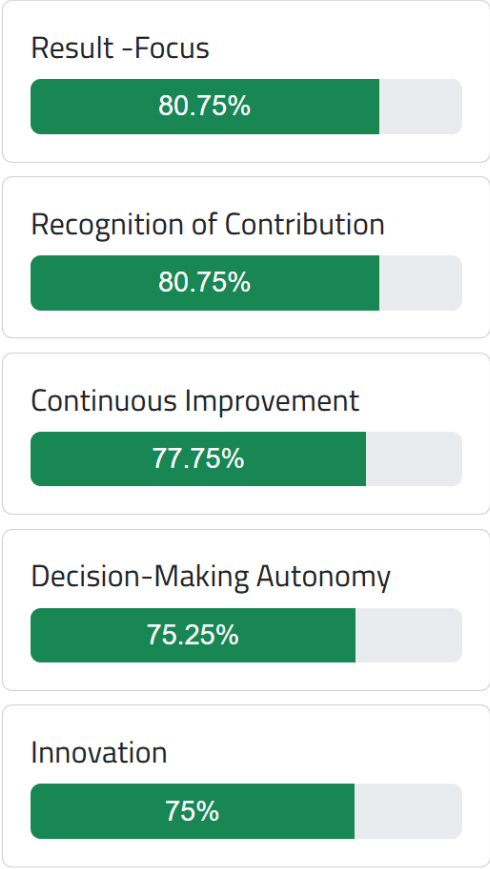 Result -Focus
80.75%
Recognition of Contribution
80.75%
Continuous Improvement
77.75%
Decision-Making Autonomy
75.25%
Innovation
75%